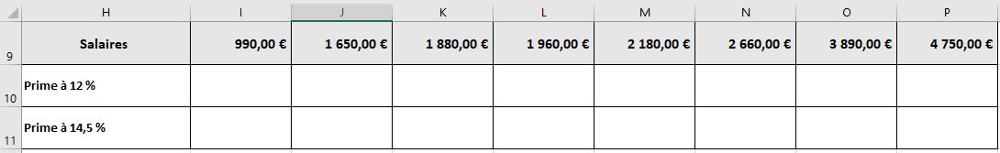 H I J K L M N O P
9 Salaires 990,00 € 1 650,00 € 1 880,00 € 1 960,00 € 2 180,00 € 2 660,00 € 3 890,00 € 4 750,00 €
10 Prime à 12 %
11 Prime à 14,5 %